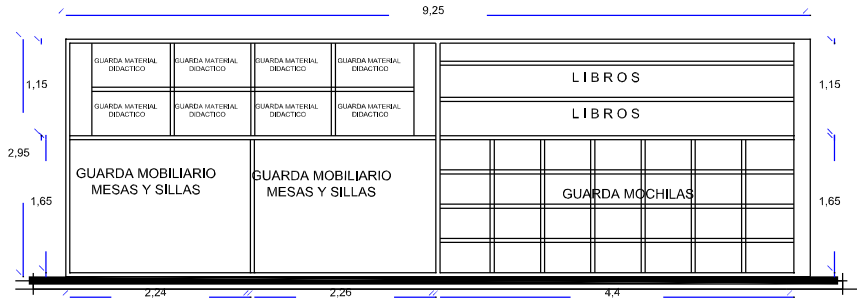 9,25
GUARDA MATERIAL DIDACTICO
GUARDA MATERIAL DIDACTICO
GUARDA MATERIAL DIDACTICO
GUARDA MATERIAL DIDACTICO
LIBROS
1,15
1,15
GUARDA MATERIAL DIDACTICO
GUARDA MATERIAL DIDACTICO
GUARDA MATERIAL DIDACTICO
GUARDA MATERIAL DIDACTICO
LIBROS
2,95
GUARDA MOBILIARIO
MESAS Y SILLAS
GUARDA MOBILIARIO
MESAS Y SILLAS
GUARDA MOCHILAS
1,65
1,65
2,24
2,26
4,4